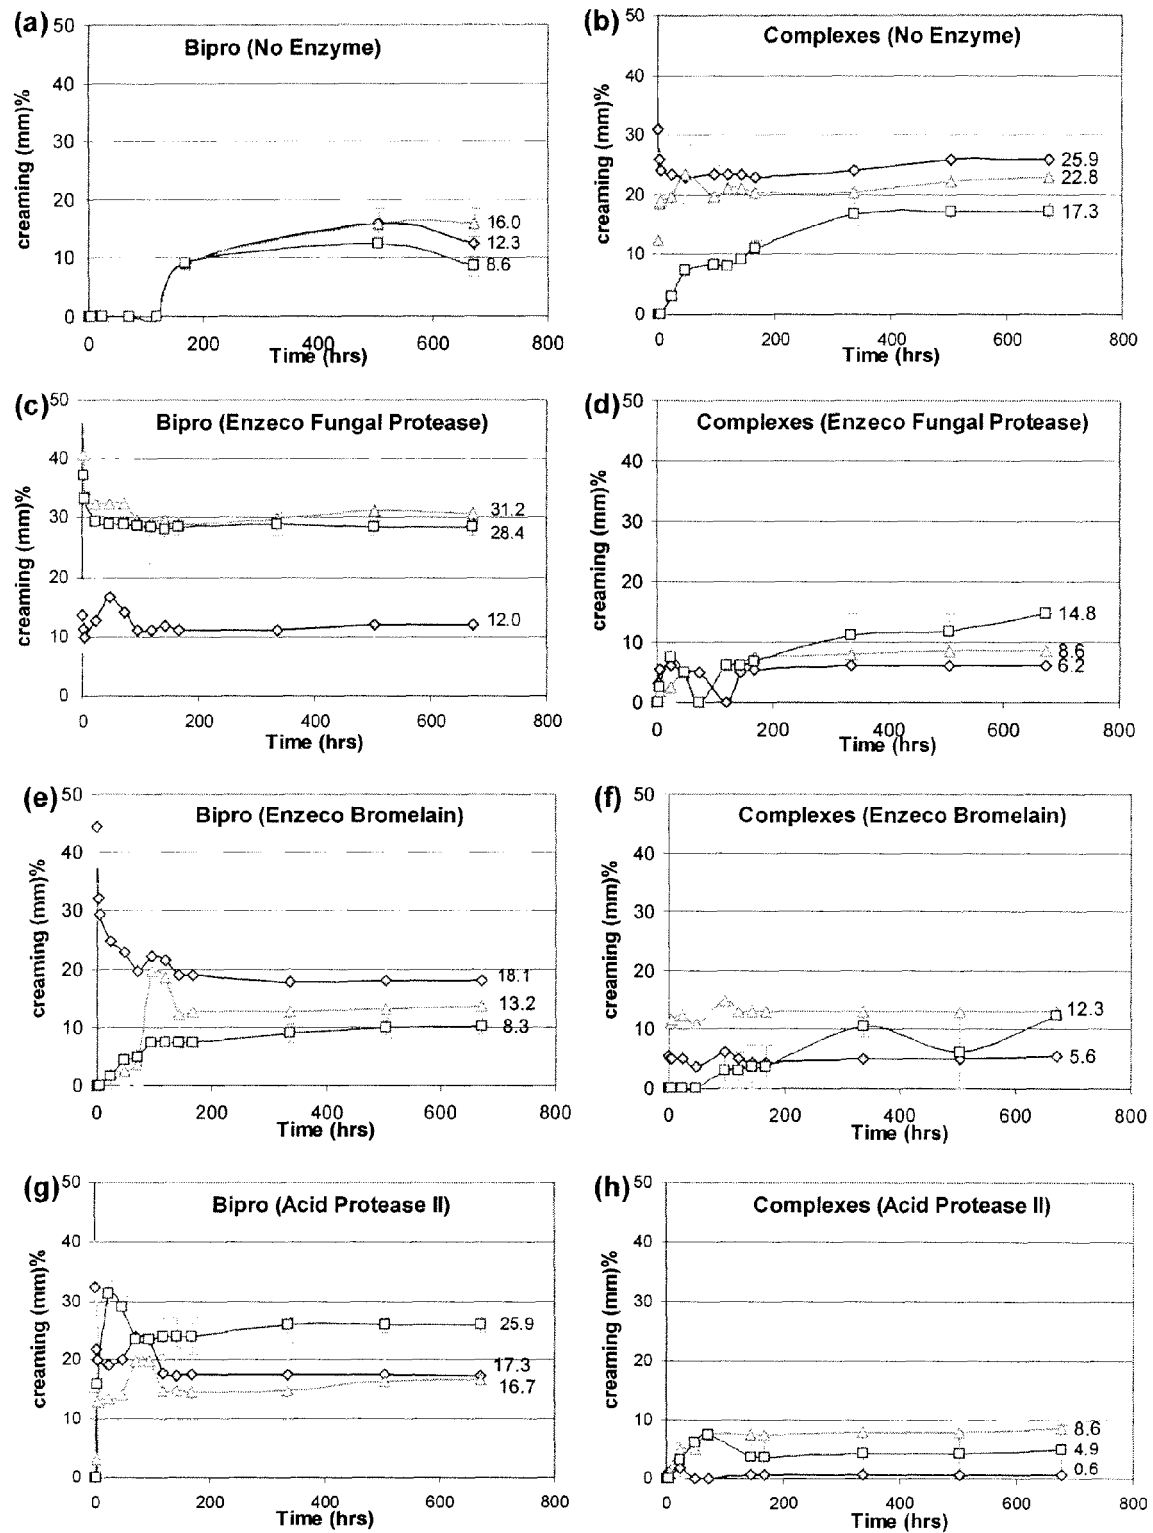 (a)
Bipro (No Enzyme)
creaming (mm)%
50
40
30
20
10
0
16.0
12.3
8.6
0 200 400 600 800
Time (hrs)
(b)
Complexes (No Enzyme)
creaming (mm)%
50
40
30
20
10
0
25.9
22.8
17.3
0 200 400 600 800
Time (hrs)
(c)
Bipro (Enzeco Fungal Protease)
creaming (mm)%
50
40
30
20
10
0
31.2
28.4
12.0
0 200 400 600 800
Time (hrs)
(d)
Complexes (Enzeco Fungal Protease)
creaming (mm)%
50
40
30
20
10
0
14.8
8.6
6.2
0 200 400 600 800
Time (hrs)
(e)
Bipro (Enzeco Bromelain)
creaming (mm)%
50
40
30
20
10
0
18.1
13.2
8.3
0 200 400 600 800
Time (hrs)
(f)
Complexes (Enzeco Bromelain)
creaming (mm)%
50
40
30
20
10
0
12.3
5.6
0 200 400 600 800
Time (hrs)
(g)
Bipro (Acid Protease II)
creaming (mm)%
50
40
30
20
10
0
25.9
17.3
16.7
0 200 400 600 800
Time (hrs)
(h)
Complexes (Acid Protease II)
creaming (mm)%
50
40
30
20
10
0
8.6
4.9
0.6
0 200 400 600 800
Time (hrs)